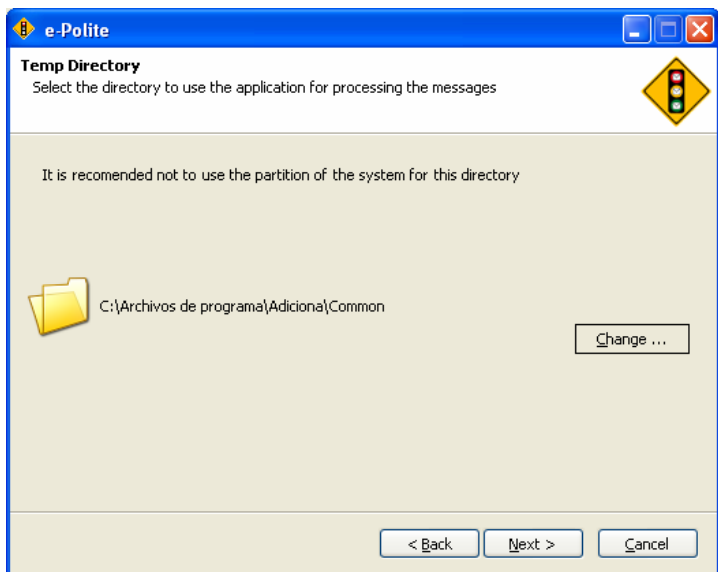 e-Polite
Temp Directory
Select the directory to use the application for processing the messages
It is recomended not to use the partition of the system for this directory
C:\Archivos de programa\Adiciona\Common
Change ...
< Back Next > Cancel